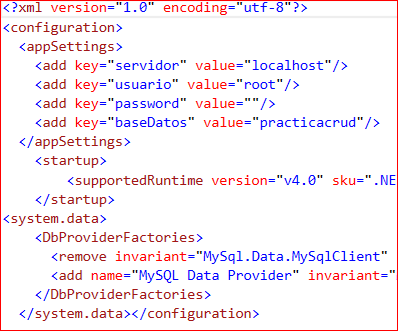 <?xml version="1.0" encoding="utf-8"?>
<configuration>
<appSettings>
<add key="servidor" value="localhost"/>
<add key="usuario" value="root"/>
<add key="password" value=""/>
<add key="baseDatos" value="practicacrud"/>
</appSettings>
<startup>
<supportedRuntime version="v4.0" sku=".NE
</startup>
<system.data>
<DbProviderFactories>
<remove invariant="MySql.Data.MySqlClient"
<add name="MySQL Data Provider" invariant="
</DbProviderFactories>
</system.data></configuration>